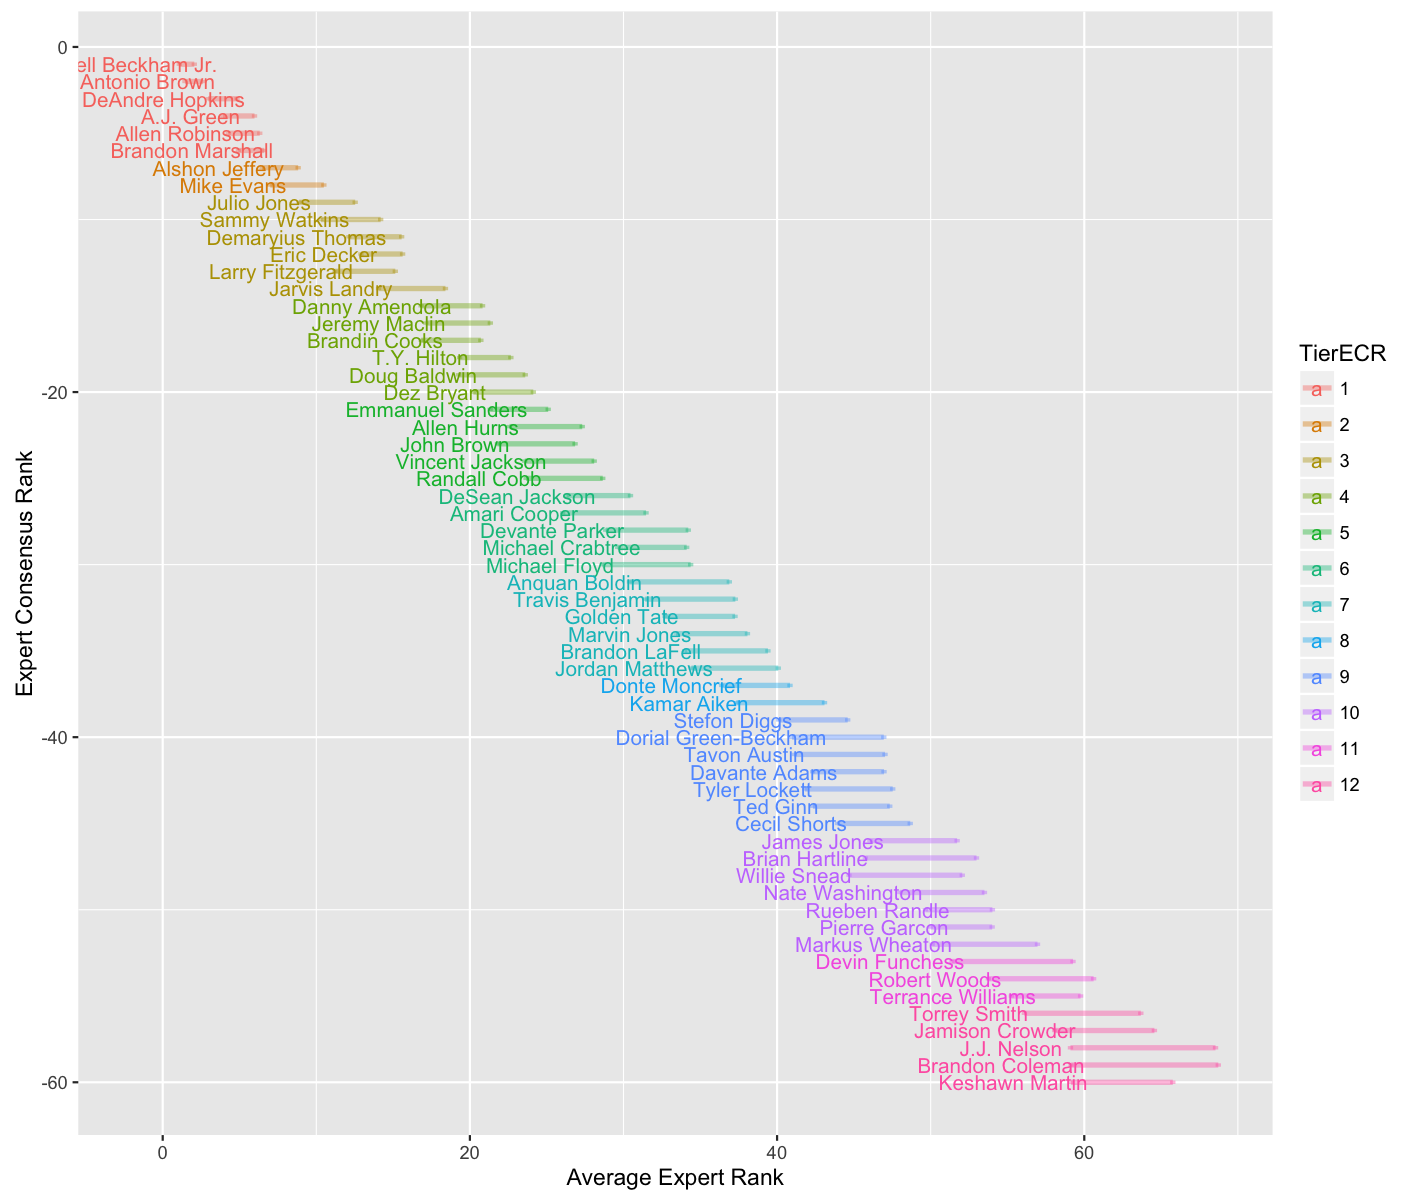 0
ell Beckham Jr.
Antonio Brown
DeAndre Hopkins
A.J. Green
Allen Robinson
Brandon Marshall
Alshon Jeffery
Mike Evans
Julio Jones
Sammy Watkins
Demaryius Thomas
Eric Decker
Larry Fitzgerald
Jarvis Landry
Danny Amendola
Jeremy Maclin
Brandin Cooks
T.Y. Hilton
Doug Baldwin
-20
Dez Bryant
Emmanuel Sanders
Allen Hurns
John Brown
Vincent Jackson
Randall Cobb
DeSean Jackson
Amari Cooper
Devante Parker
Michael Crabtree
Michael Floyd
Anquan Boldin
Travis Benjamin
Golden Tate
Marvin Jones
Brandon LaFell
Jordan Matthews
Donte Moncrief
Kamar Aiken
Stefon Diggs
-40
Dorial Green-Beckham
Tavon Austin
Davante Adams
Tyler Lockett
Ted Ginn
Cecil Shorts
James Jones
Brian Hartline
Willie Snead
Nate Washington
Rueben Randle
Pierre Garcon
Markus Wheaton
Devin Funchess
Robert Woods
Terrance Williams
Torrey Smith
Jamison Crowder
J.J. Nelson
Brandon Coleman
-60
Keshawn Martin
Expert Consensus Rank
0 20 40 60
Average Expert Rank
TierECR
a 1
a 2
a 3
a 4
a 5
a 6
a 7
a 8
a 9
a 10
a 11
a 12